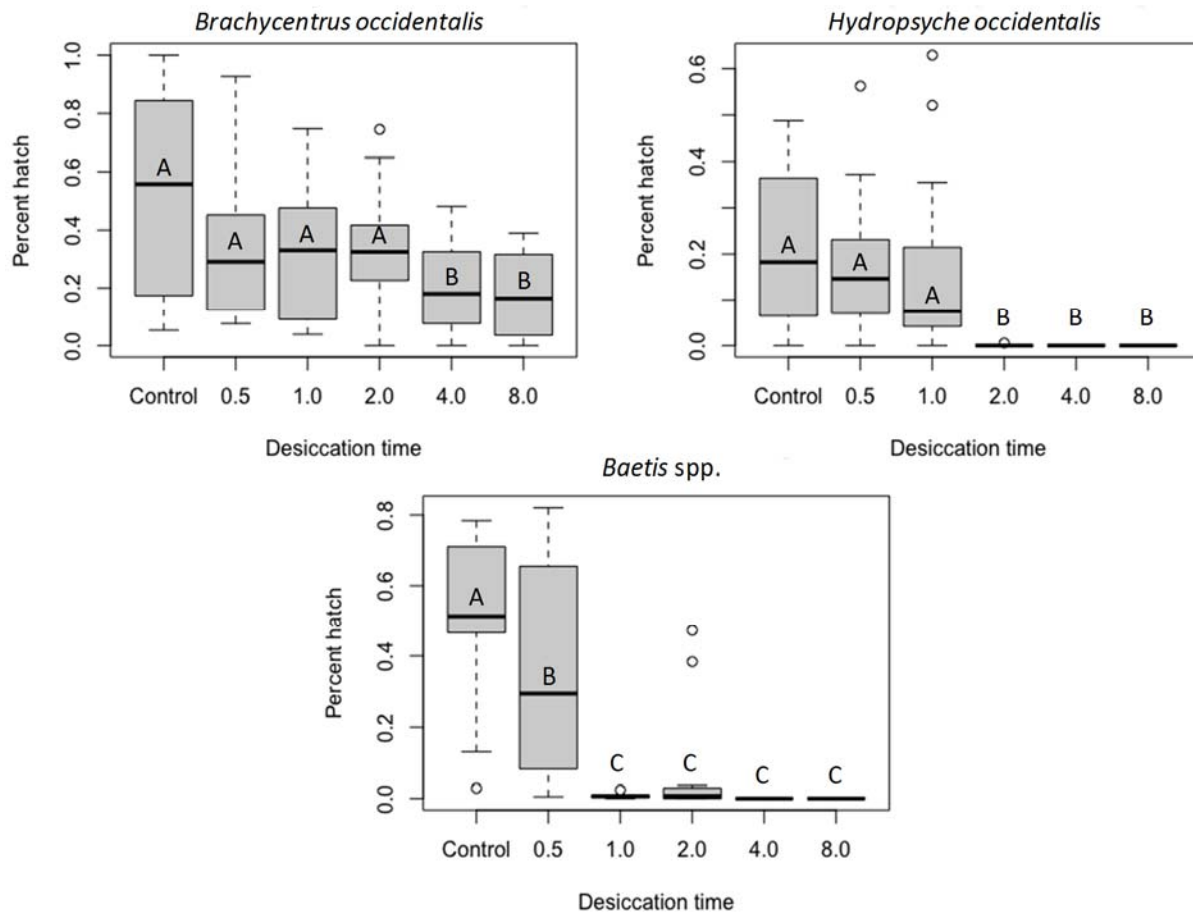 Brachycentrus occidentalis
Percent hatch
1.0
0.8
0.6
0.4
0.2
0.0
A
A
A
A
B
B
Control 0.5 1.0 2.0 4.0 8.0
Desiccation time
Hydropsyche occidentalis
Percent hatch
0.6
0.4
0.2
0.0
A
A
A
B
B
B
Control 0.5 1.0 2.0 4.0 8.0
Desiccation time
Baetis spp.
Percent hatch
0.8
0.6
0.4
0.2
0.0
A
B
C
C
C
C
Control 0.5 1.0 2.0 4.0 8.0
Desiccation time